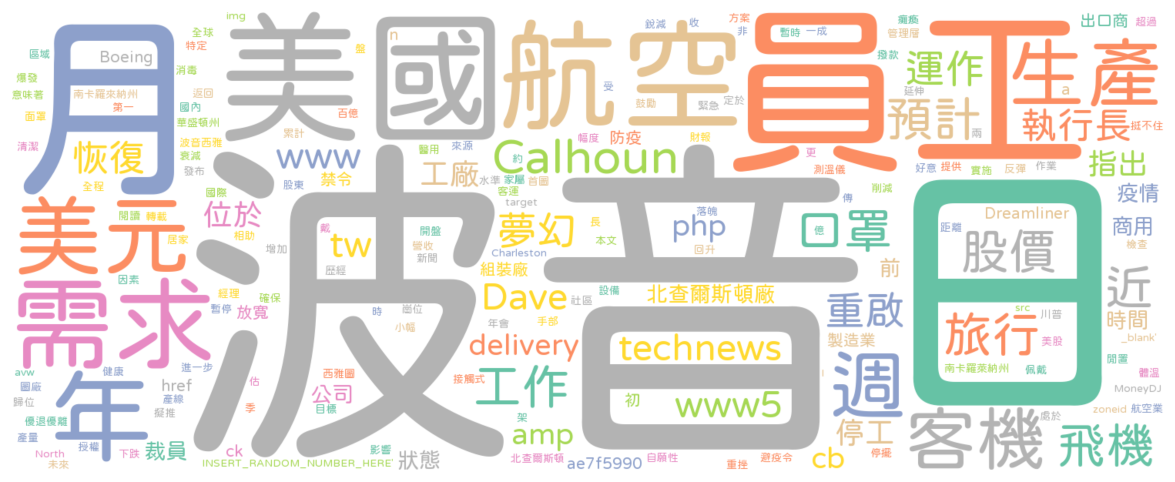 img
美國
航空
員工
月
Boeing
累計
全球
特定
區域
消毒
爆發
意味著
南卡羅來納州
返回
第一
國內
面罩
華盛頓州
清潔
波音西雅
衰減
發布
恢復
全程
盤
n
百億
銳減
收
方案
非
暫時
一成
癱瘓
管理層
撥款
出口商
超過
受
鼓勵
緊急
定於
運作
延伸
生產
a
預計
兩
執行長
挺不住
www
禁令
股東
國際
醫用
來源
工廠
水準
約
家屬
首圖
客運
target
幅度
防疫
財報
Calhoun
更
測溫儀
傳
削減
好意
提供
實施
反彈
作業
指出
疫情
美元
閱讀
轉載
居家
位於
相助
增加
戴
tw
開盤
營收
新聞
歷經
夢幻
長
本文
Charleston
組裝廠
落魄
php
回升
億
口罩
前
日
Dreamliner
距離
股價
商用
檢查
近
需求
因素
暫停
經理
放寬
確保
時
崗位
小幅
波音
Dave
社區
年會
手部
設備
北查爾斯頓廠
重啟
製造業
src
川普
旅行
美股
時間
_blank'
南卡羅萊納州
佩戴
閒置
體溫
MoneyDJ
avw
圖廠
歸位
健康
進一步
href
產線
擬推
年
估
季
西雅圖
公司
目標
delivery
接觸式
technews
工作
架
初
www5
週
停工
客機
處於
zoneid
航空業
飛機
優退優離
產量
North
未來
授權
下跌
裁員
ck
影響
INSERT_RANDOM_NUMBER_HERE'
狀態
amp
北查爾斯頓
ae7f5990
自願性
重挫
避疫令
cb
停擺